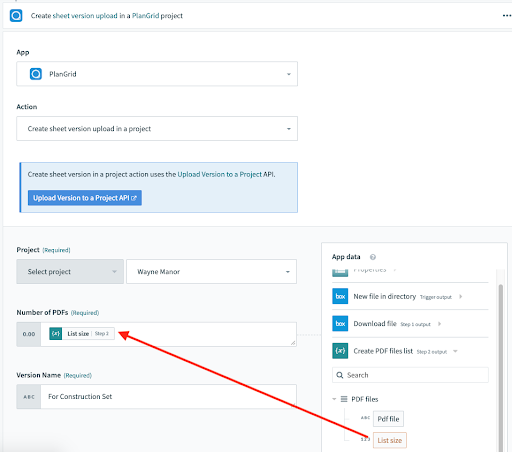 Create sheet version upload in a PlanGrid project
App
PlanGrid
Action
Create sheet version upload in a project
Create sheet version in a project action uses the Upload Version to a Project API.
Upload Version to a Project API
Project (Required)
Select project
Wayne Manor
Number of PDFs (Required)
0.00
{x} List size Step 2
Version Name (Required)
ABC
For Construction Set
App data
Properties
box New file in directory Trigger output
box Download file Step 1 output
{x} Create PDF files list Step 2 output
Search
PDF files
ABC Pdf file
123 List size